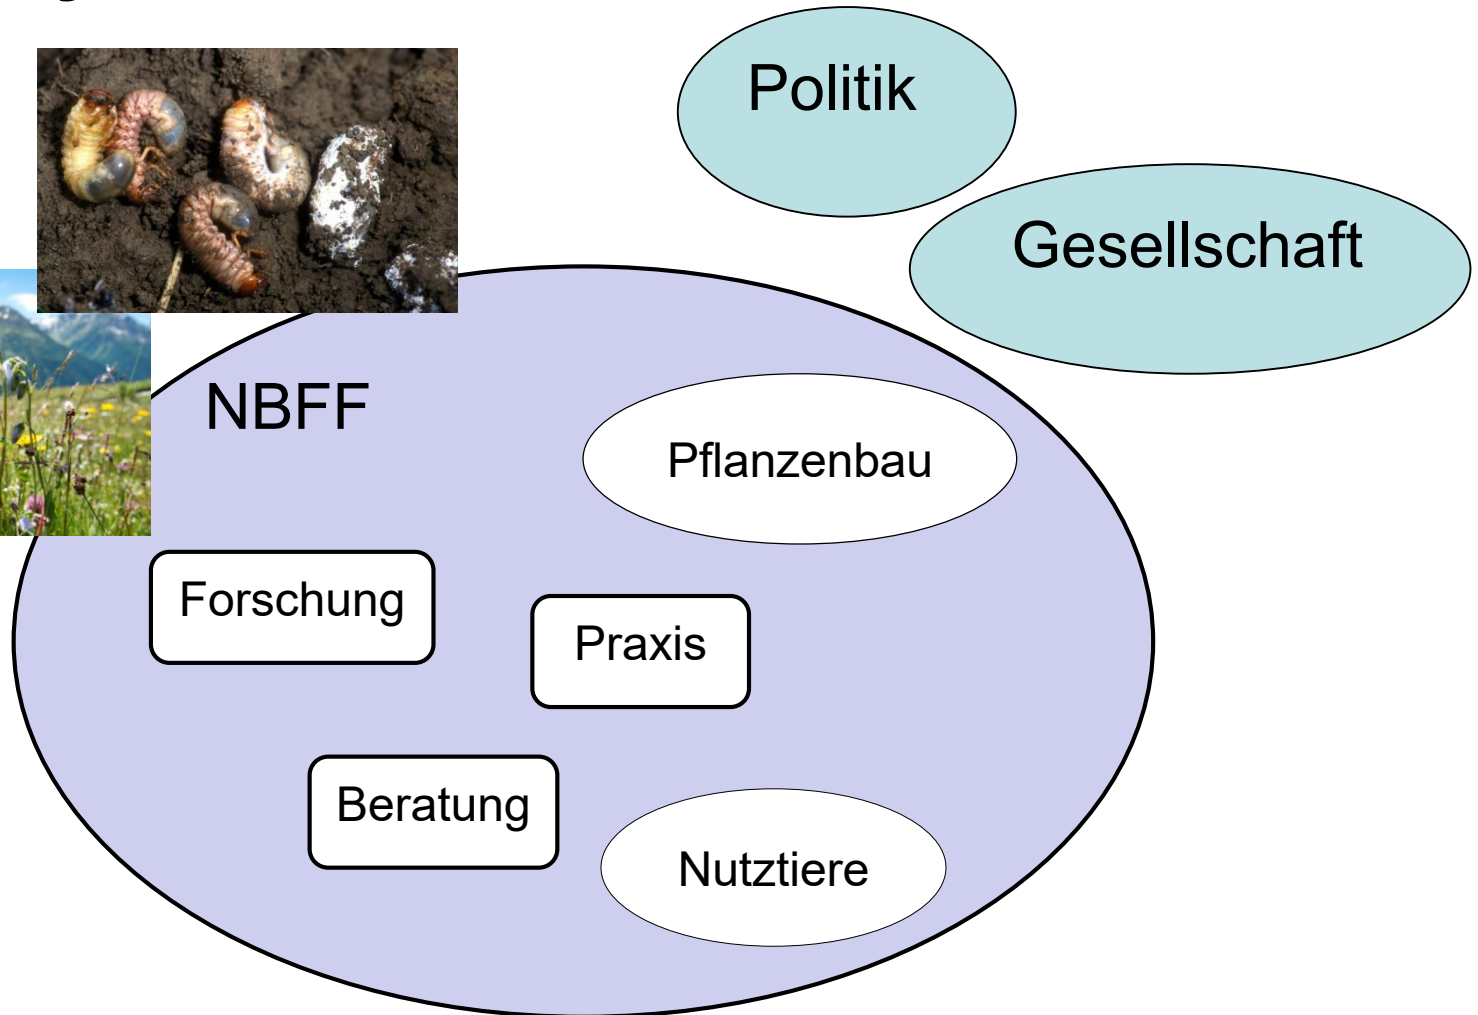 Politik
Gesellschaft
NBFF
Pflanzenbau
Forschung
Praxis
Beratung
Nutztiere